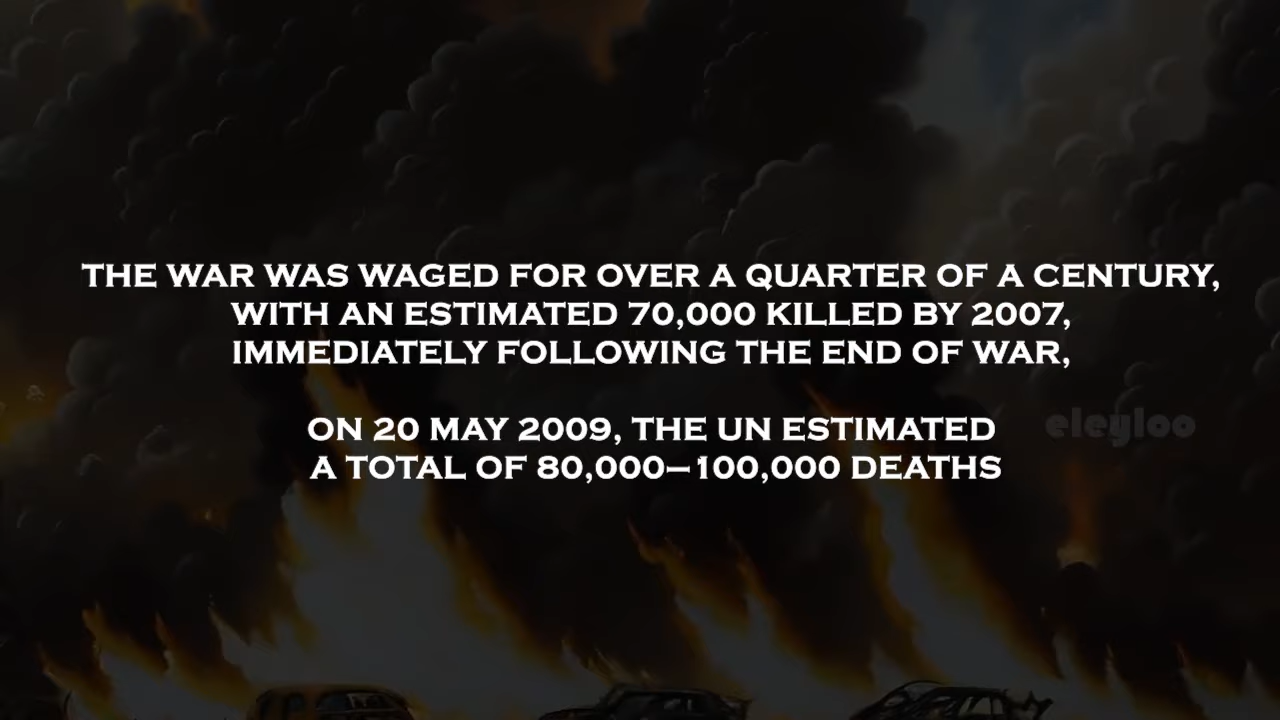 THE WAR WAS WAGED FOR OVER A QUARTER OF A CENTURY,
WITH AN ESTIMATED 70,000 KILLED BY 2007,
IMMEDIATELY FOLLOWING THE END OF WAR,
ON 20 MAY 2009, THE UN ESTIMATED
A TOTAL OF 80,000–100,000 DEATHS
eleyloo